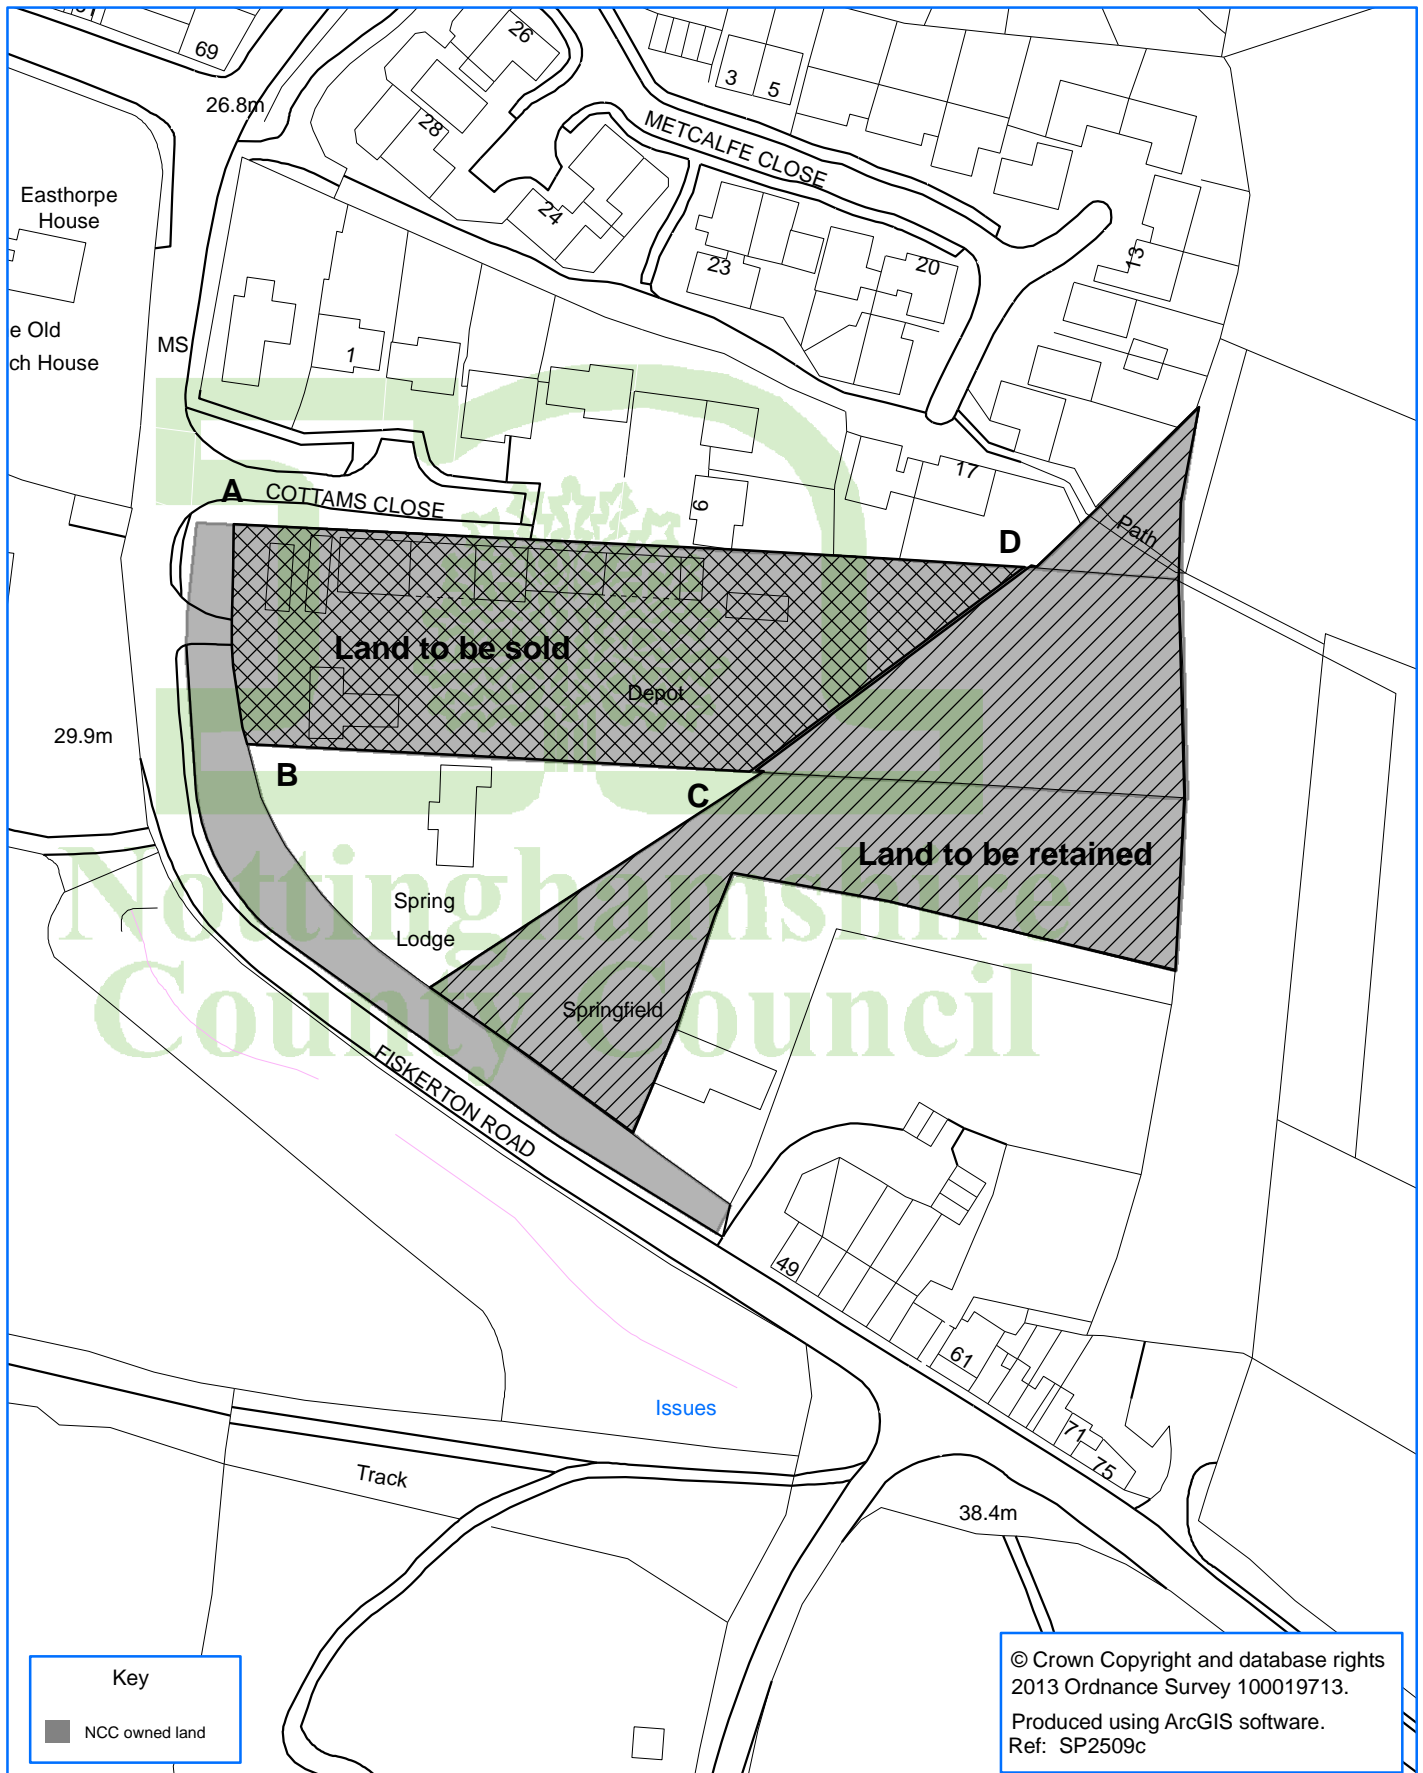 69
26
3
5
26.8m
28
METCALFE CLOSE
Easthorpe
House
24
23
20
13
e Old
ch House
MS
1
17
A
COTTAMS CLOSE
6
Path
D
Land to be sold
Depot
29.9m
B
C
Land to be retained
Nottinghamshire
County Council
Spring
Lodge
Springfield
FISKERTON ROAD
49
61
71
75
Issues
Track
38.4m
Key
NCC owned land
© Crown Copyright and database rights
2013 Ordnance Survey 100019713.
Produced using ArcGIS software.
Ref: SP2509c